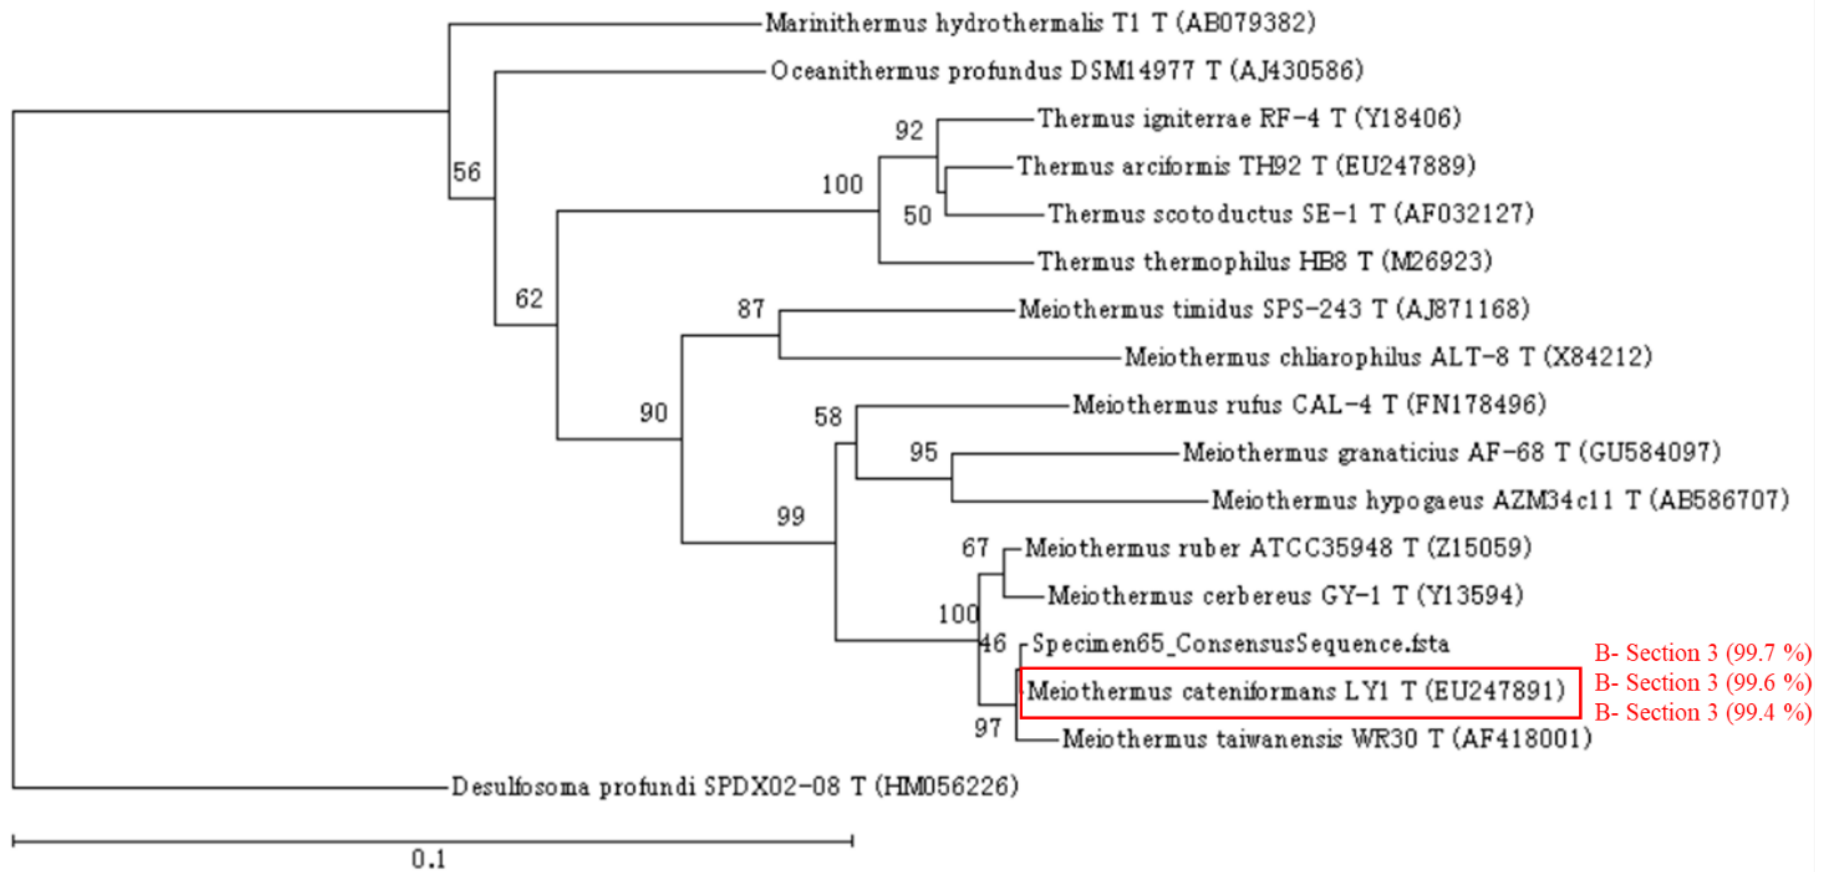 Marinithermus hydrothermalis T1 T (AB079382)
Oceanithermus profundus DSM14977 T (AJ430586)
Thermus igniterrae RF-4 T (Y18406)
92
Thermus arciformis TH92 T (EU247889)
56
100
50
Thermus scotoductus SE-1 T (AF032127)
Thermus thermophilus HB8 T (M26923)
62
87
Meiothermus timidus SPS-243 T (AJ871168)
Meiothermus chliarophilus ALT-8 T (X84212)
90
58
Meiothermus rufus CAL-4 T (FN178496)
95
Meiothermus granaticius AF-68 T (GU584097)
Meiothermus hypogaeus AZM34c11 T (AB586707)
99
67
Meiothermus ruber ATCC35948 T (Z15059)
Meiothermus cerbereus GY-1 T (Y13594)
100
46
Specimen65_ConsensusSequence.fsta
B- Section 3 (99.7 %)
Meiothermus cateniformans LY1 T (EU247891)
B- Section 3 (99.6 %)
B- Section 3 (99.4 %)
97
Meiothermus taiwanensis WR30 T (AF418001)
Desulfosoma profundi SPDX02-08 T (HM056226)
0.1